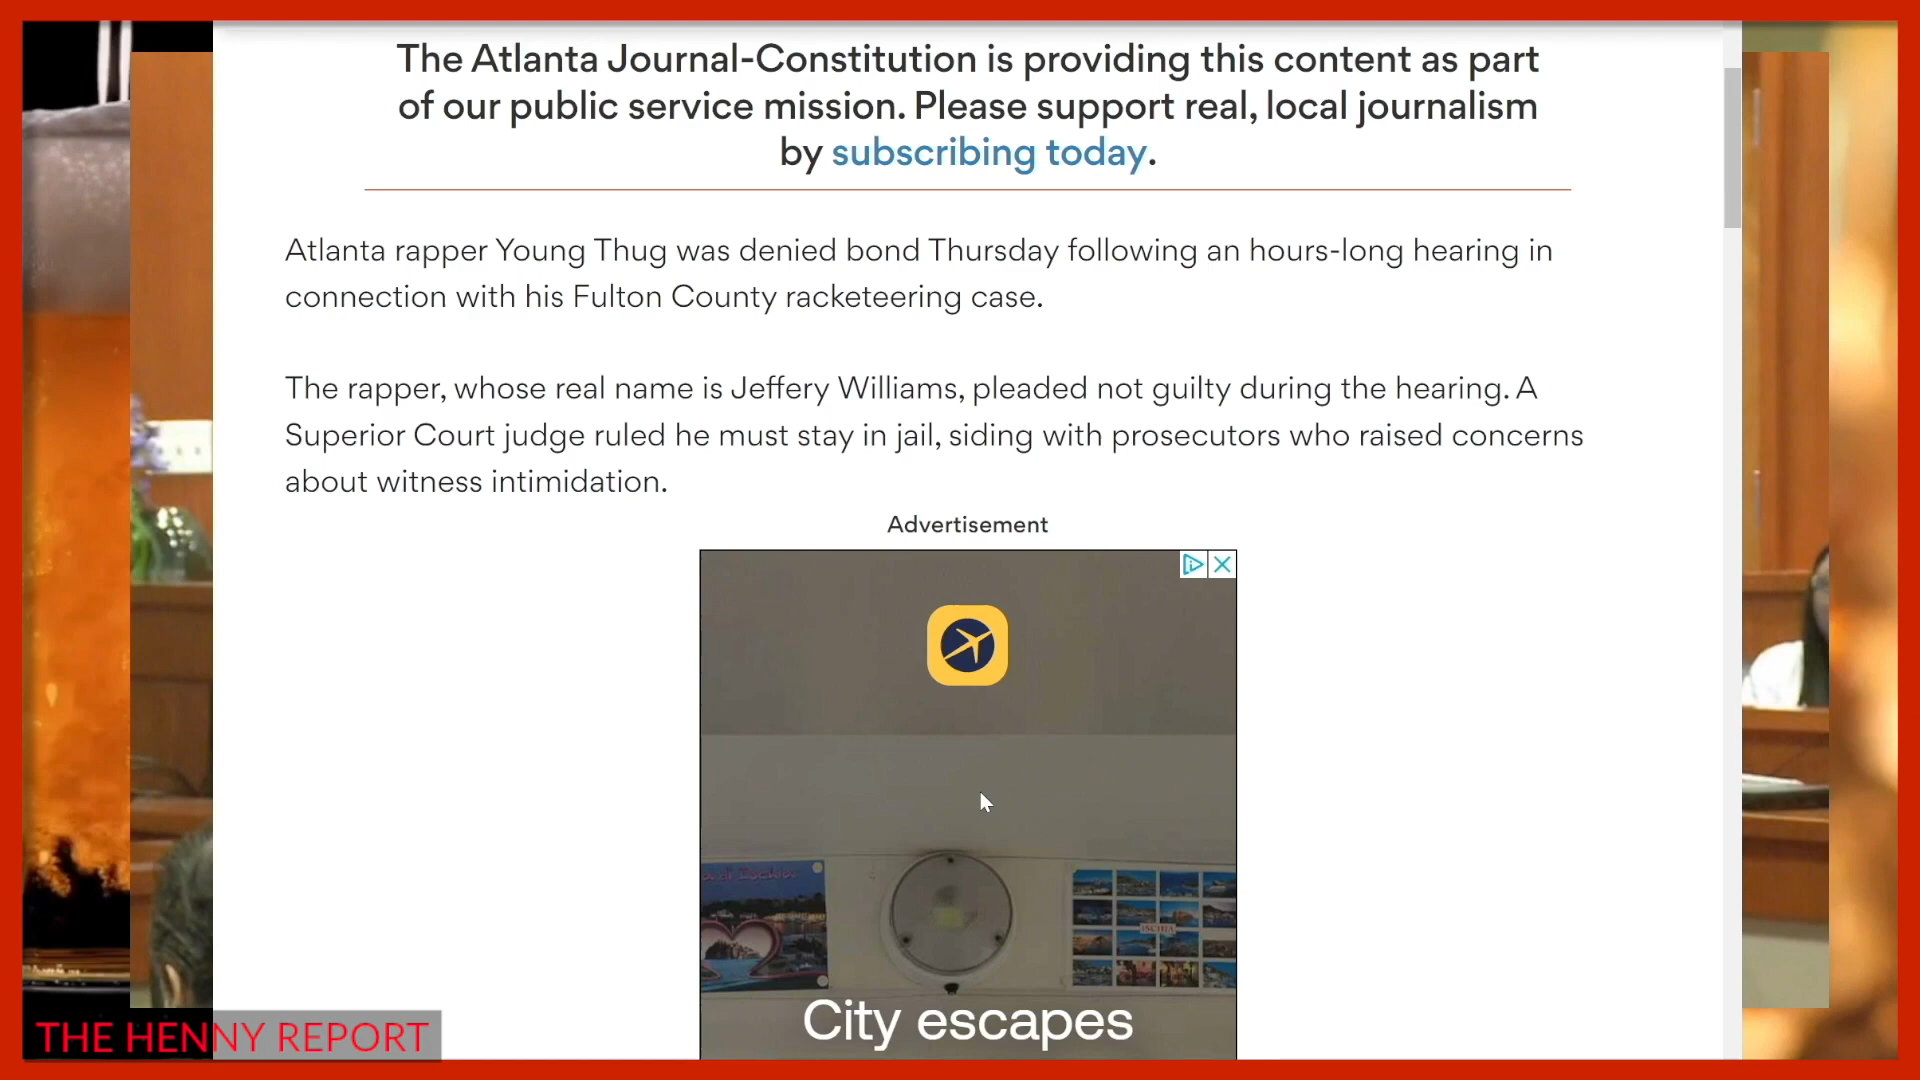 The Atlanta Journal-Constitution is providing this content as part
of our public service mission. Please support real, local journalism
by subscribing today.
Atlanta rapper Young Thug was denied bond Thursday following an hours-long hearing in
connection with his Fulton County racketeering case.
The rapper, whose real name is Jeffery Williams, pleaded not guilty during the hearing. A
Superior Court judge ruled he must stay in jail, siding with prosecutors who raised concerns
about witness intimidation.
Advertisement
ISCHIA
City escapes
THE HENNY REPORT